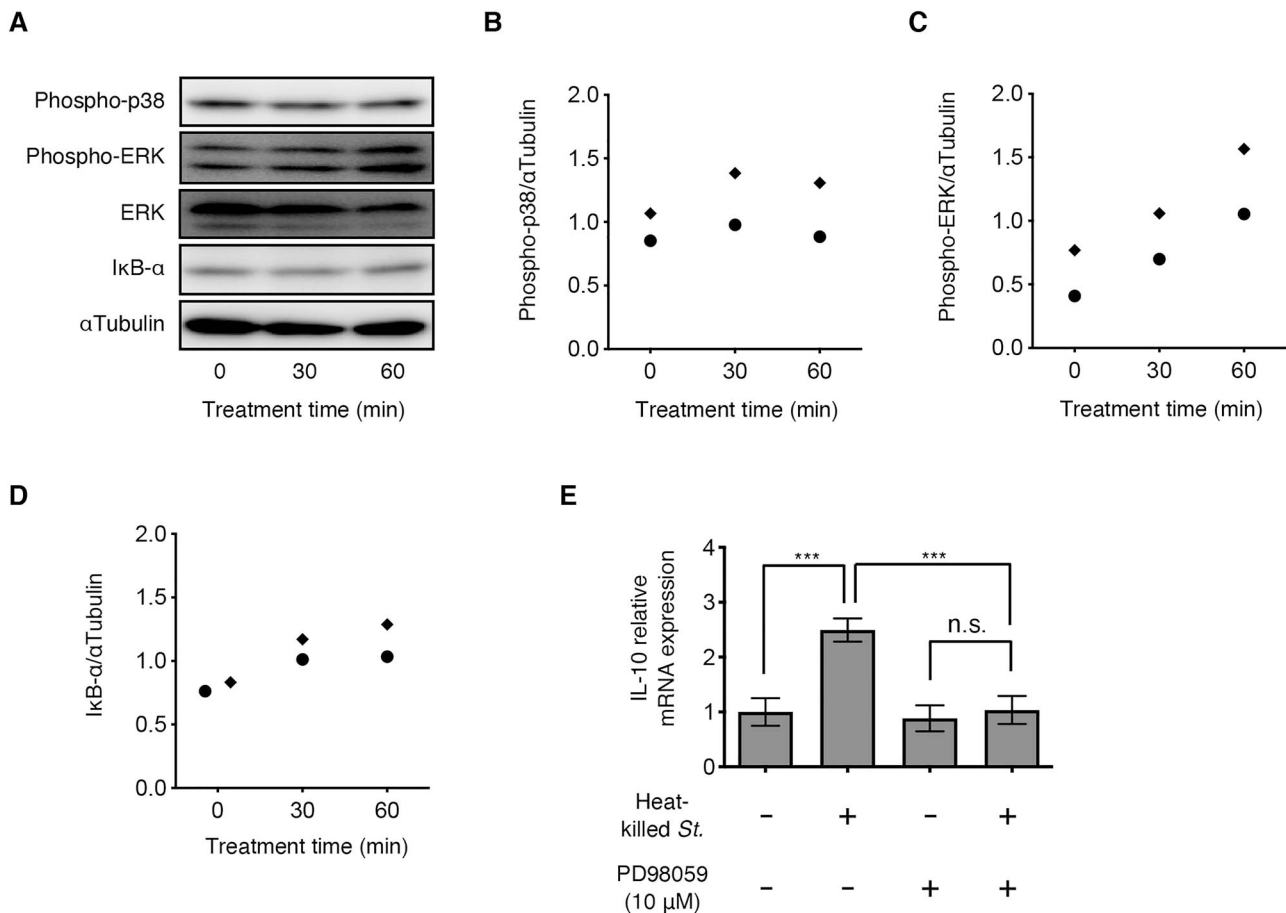 A
Phospho-p38
Phospho-ERK
ERK
IκB-α
αTubulin
0 30 60
Treatment time (min)
B
Phospho-p38/αTubulin
2.0
1.5
1.0
0.5
0.0
0 30 60
Treatment time (min)
C
Phospho-ERK/αTubulin
2.0
1.5
1.0
0.5
0.0
0 30 60
Treatment time (min)
D
IκB-α/αTubulin
2.0
1.5
1.0
0.5
0.0
0 30 60
Treatment time (min)
E
IL-10 relative
mRNA expression
4
3
2
1
0
*** ***
n.s.
Heat-
killed St. – + – +
PD98059
(10 µM) – – + +